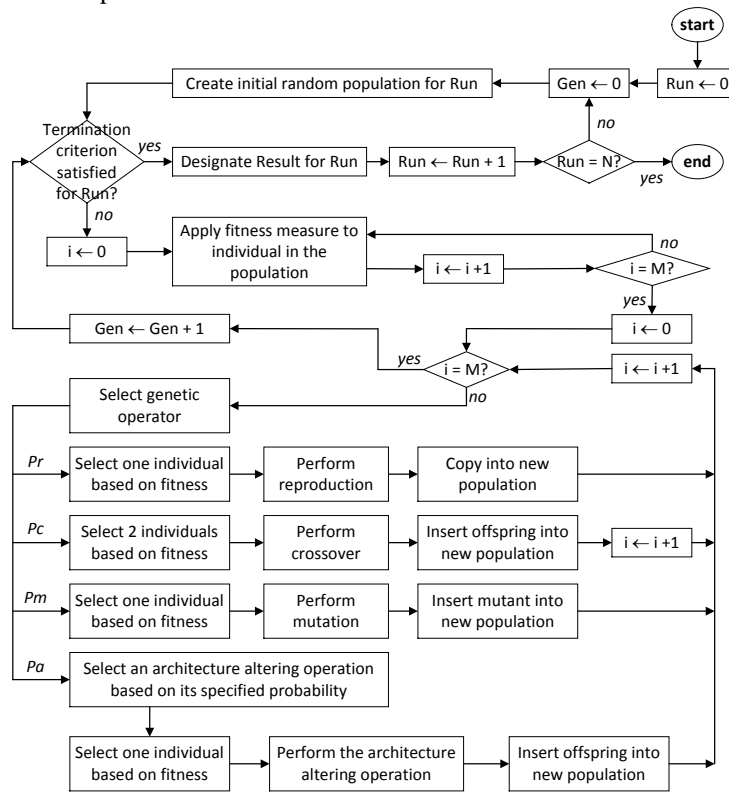 start
Create initial random population for Run
Gen ← 0
Run ← 0
no
Termination
criterion
satisfied
for Run?
yes
Designate Result for Run
Run ← Run + 1
Run = N?
yes
end
no
i ← 0
Apply fitness measure to
individual in the
population
i ← i +1
no
i = M?
yes
Gen ← Gen + 1
i ← 0
yes
i = M?
i ← i +1
no
Select genetic
operator
Pr
Select one individual
based on fitness
Perform
reproduction
Copy into new
population
Pc
Select 2 individuals
based on fitness
Perform
crossover
Insert offspring into
new population
i ← i +1
Pm
Select one individual
based on fitness
Perform
mutation
Insert mutant into
new population
Pa
Select an architecture altering operation
based on its specified probability
Select one individual
based on fitness
Perform the architecture
altering operation
Insert offspring into
new population